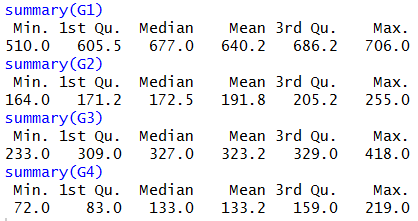 summary(G1)
Min. 1st Qu. Median Mean 3rd Qu. Max.
510.0 605.5 677.0 640.2 686.2 706.0
summary(G2)
Min. 1st Qu. Median Mean 3rd Qu. Max.
164.0 171.2 172.5 191.8 205.2 255.0
summary(G3)
Min. 1st Qu. Median Mean 3rd Qu. Max.
233.0 309.0 327.0 323.2 329.0 418.0
summary(G4)
Min. 1st Qu. Median Mean 3rd Qu. Max.
72.0 83.0 133.0 133.2 159.0 219.0